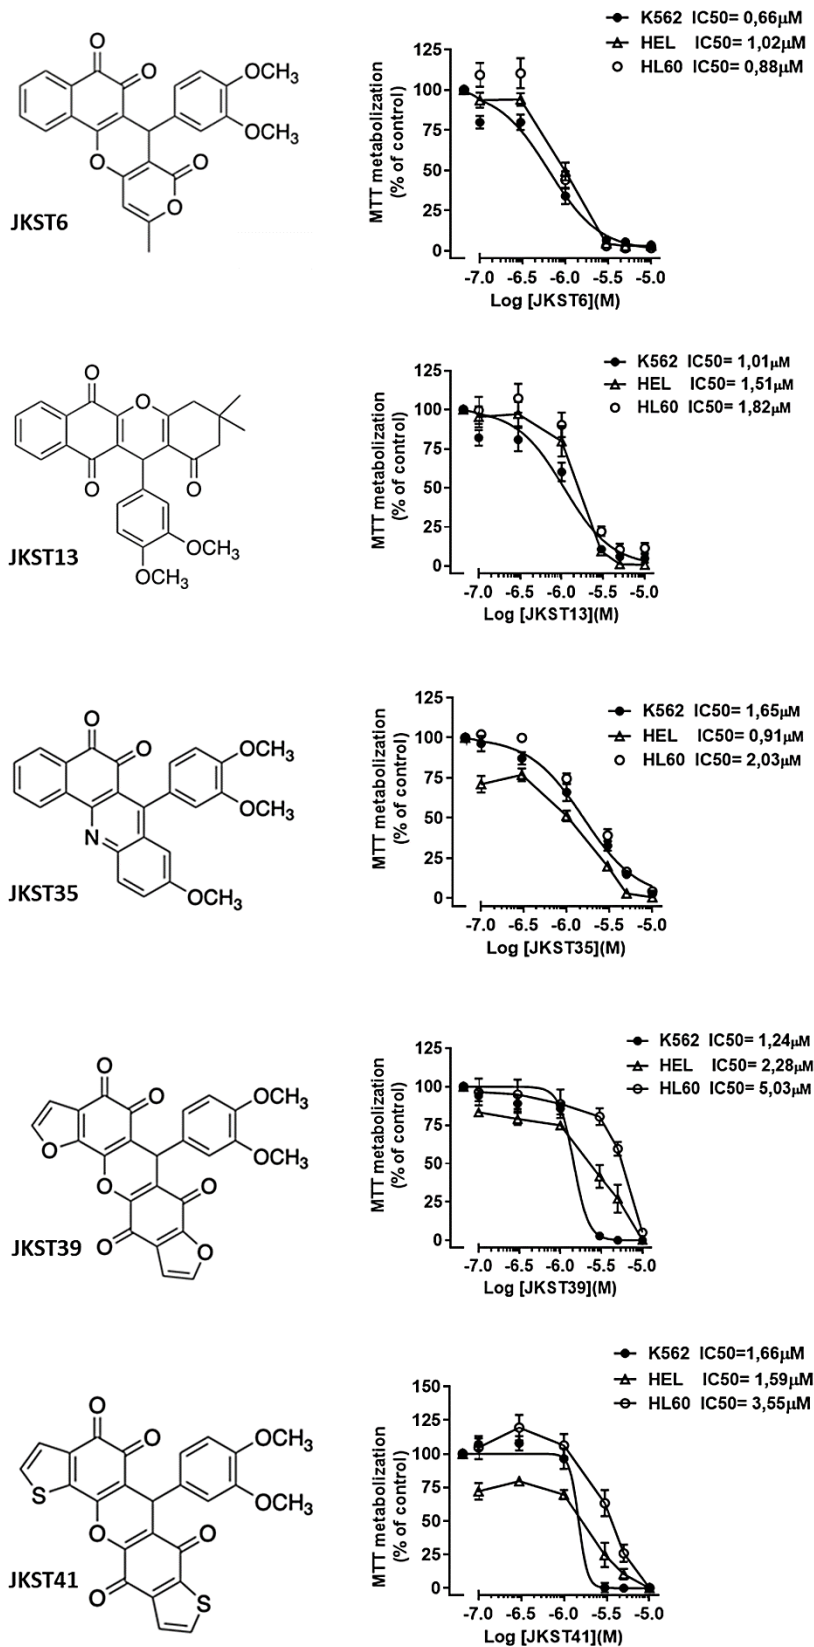 K562 IC50= 0,66μM
HEL IC50= 1,02μM
HL60 IC50= 0,88μM
O
O
OCH3
OCH3
O
O
O
JKST6
MTT metabolization
(% of control)
125
100
75
50
25
0
-7.0 -6.5 -6.0 -5.5 -5.0
Log [JKST6](M)
K562 IC50= 1,01μM
HEL IC50= 1,51μM
HL60 IC50= 1,82μM
O
O
O
O
OCH3
OCH3
JKST13
MTT metabolization
(% of control)
125
100
75
50
25
0
-7.0 -6.5 -6.0 -5.5 -5.0
Log [JKST13](M)
K562 IC50= 1,65μM
HEL IC50= 0,91μM
HL60 IC50= 2,03μM
O
O
OCH3
OCH3
N
OCH3
JKST35
MTT metabolization
(% of control)
125
100
75
50
25
0
-7.0 -6.5 -6.0 -5.5 -5.0
Log [JKST35](M)
K562 IC50= 1,24μM
HEL IC50= 2,28μM
HL60 IC50= 5,03μM
O
O
OCH3
O
OCH3
O
O
O
O
JKST39
MTT metabolization
(% of control)
125
100
75
50
25
0
-7.0 -6.5 -6.0 -5.5 -5.0
Log [JKST39](M)
K562 IC50=1,66μM
HEL IC50= 1,59μM
HL60 IC50= 3,55μM
O
O
OCH3
S
OCH3
O
O
O
S
JKST41
MTT metabolization
(% of control)
150
125
100
75
50
25
0
-7.0 -6.5 -6.0 -5.5 -5.0
Log [JKST41](M)